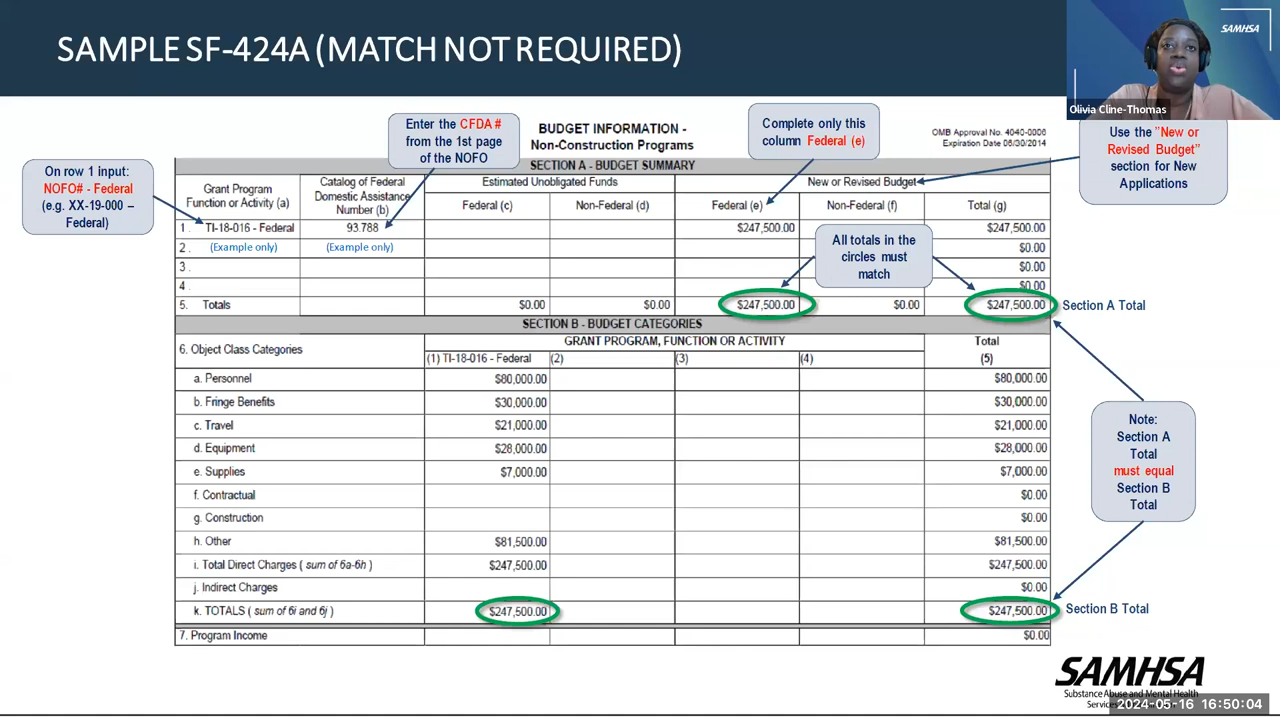 SAMPLE SF-424A (MATCH NOT REQUIRED)
SAMHSA
Olivia Cline-Thomas
On row 1 input:
NOFO# - Federal
(e.g. XX-19-000 –
Federal)
Enter the CFDA #
from the 1st page
of the NOFO
Complete only this
column Federal (e)
Use the "New or
Revised Budget"
section for New
Applications
BUDGET INFORMATION -
Non-Construction Programs
OMB Approval No. 4040-0006
Expiration Date 06/30/2014
SECTION A - BUDGET SUMMARY
Grant Program
Function or Activity (a)
Catalog of Federal
Domestic Assistance
Number (b)
Estimated Unobligated Funds
New or Revised Budget
Federal (c) Non-Federal (d) Federal (e) Non-Federal (f) Total (g)
1. TI-18-016 - Federal 93.788 $247,500.00 $247,500.00
2. (Example only) (Example only) $0.00
3. $0.00
4. $0.00
5. Totals $0.00 $0.00 $247,500.00 $0.00 $247,500.00
All totals in the
circles must
match
Section A Total
SECTION B - BUDGET CATEGORIES
6. Object Class Categories
GRANT PROGRAM, FUNCTION OR ACTIVITY
Total
(1) TI-18-016 - Federal (2) (3) (4) (5)
a. Personnel $80,000.00 $80,000.00
b. Fringe Benefits $30,000.00 $30,000.00
c. Travel $21,000.00 $21,000.00
d. Equipment $28,000.00 $28,000.00
e. Supplies $7,000.00 $7,000.00
f. Contractual $0.00
g. Construction $0.00
h. Other $81,500.00 $81,500.00
i. Total Direct Charges ( sum of 6a-6h ) $247,500.00 $247,500.00
j. Indirect Charges $0.00
k. TOTALS ( sum of 6i and 6j ) $247,500.00 $247,500.00
7. Program Income $0.00
Note:
Section A
Total
must equal
Section B
Total
Section B Total
SAMHSA
Substance Abuse and Mental Health
2024-05-16 16:50:04